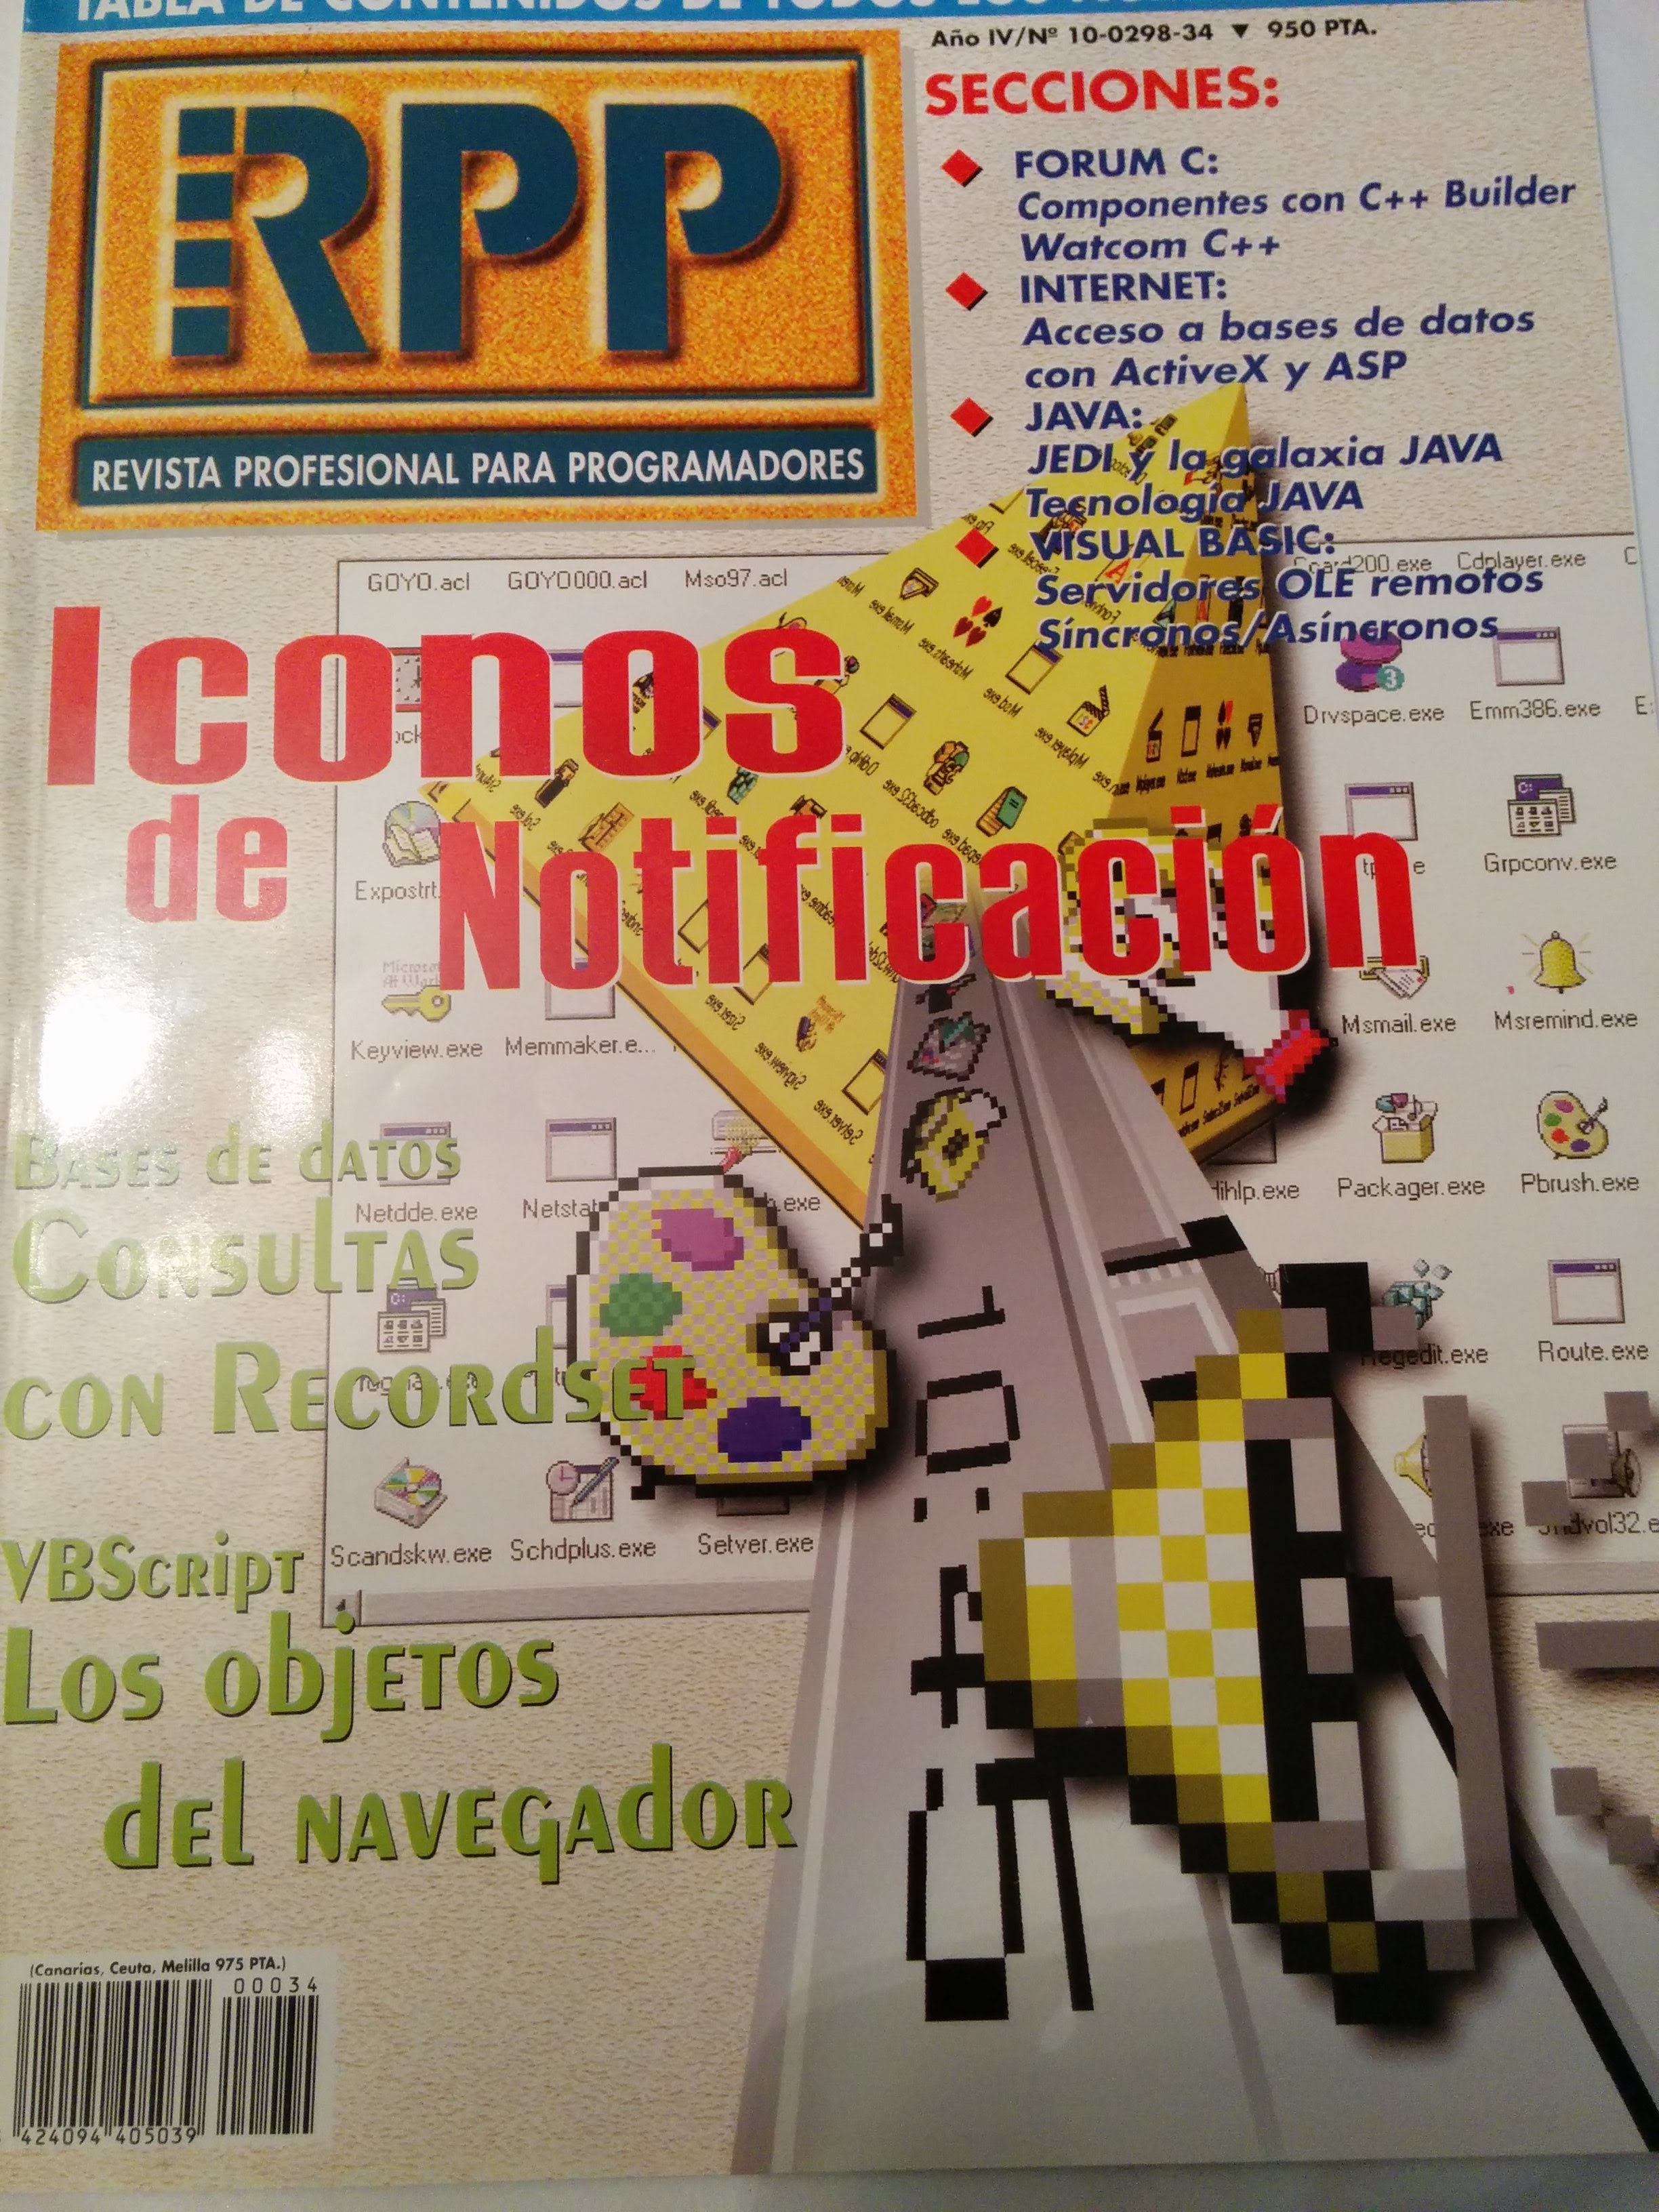 TABLA DE CONTENIDOS DE TODOS LOS
Año IV/Nº 10-0298-34 ▼ 950 PTA.
RPP
REVISTA PROFESIONAL PARA PROGRAMADORES
SECCIONES:
FORUM C:
Componentes con C++ Builder
Watcom C++
INTERNET:
Acceso a bases de datos
con ActiveX y ASP
JAVA:
JEDI y la galaxia JAVA
Tecnología JAVA
VISUAL BASIC:
Servidores OLE remotos
Síncronos/Asíncronos
GOYO.acl GOYO000.acl Mso97.acl
Cdplayer.exe
Iconos
de Notificación
Drvspace.exe Emm386.exe
Expostrt.
Grpconv.exe
Keyview.exe Memmaker.e...
Msmail.exe Msremind.exe
Netdde.exe Netstat
Packager.exe Pbrush.exe
Regedit.exe Route.exe
Scandskw.exe Schdplus.exe Setver.exe
BASES DE DATOS
CONSULTAS
CON RECORDSET
VBSCRIPT
LOS OBJETOS
DEL NAVEGADOR
(Canarias, Ceuta, Melilla 975 PTA.)
00034
424094 405039